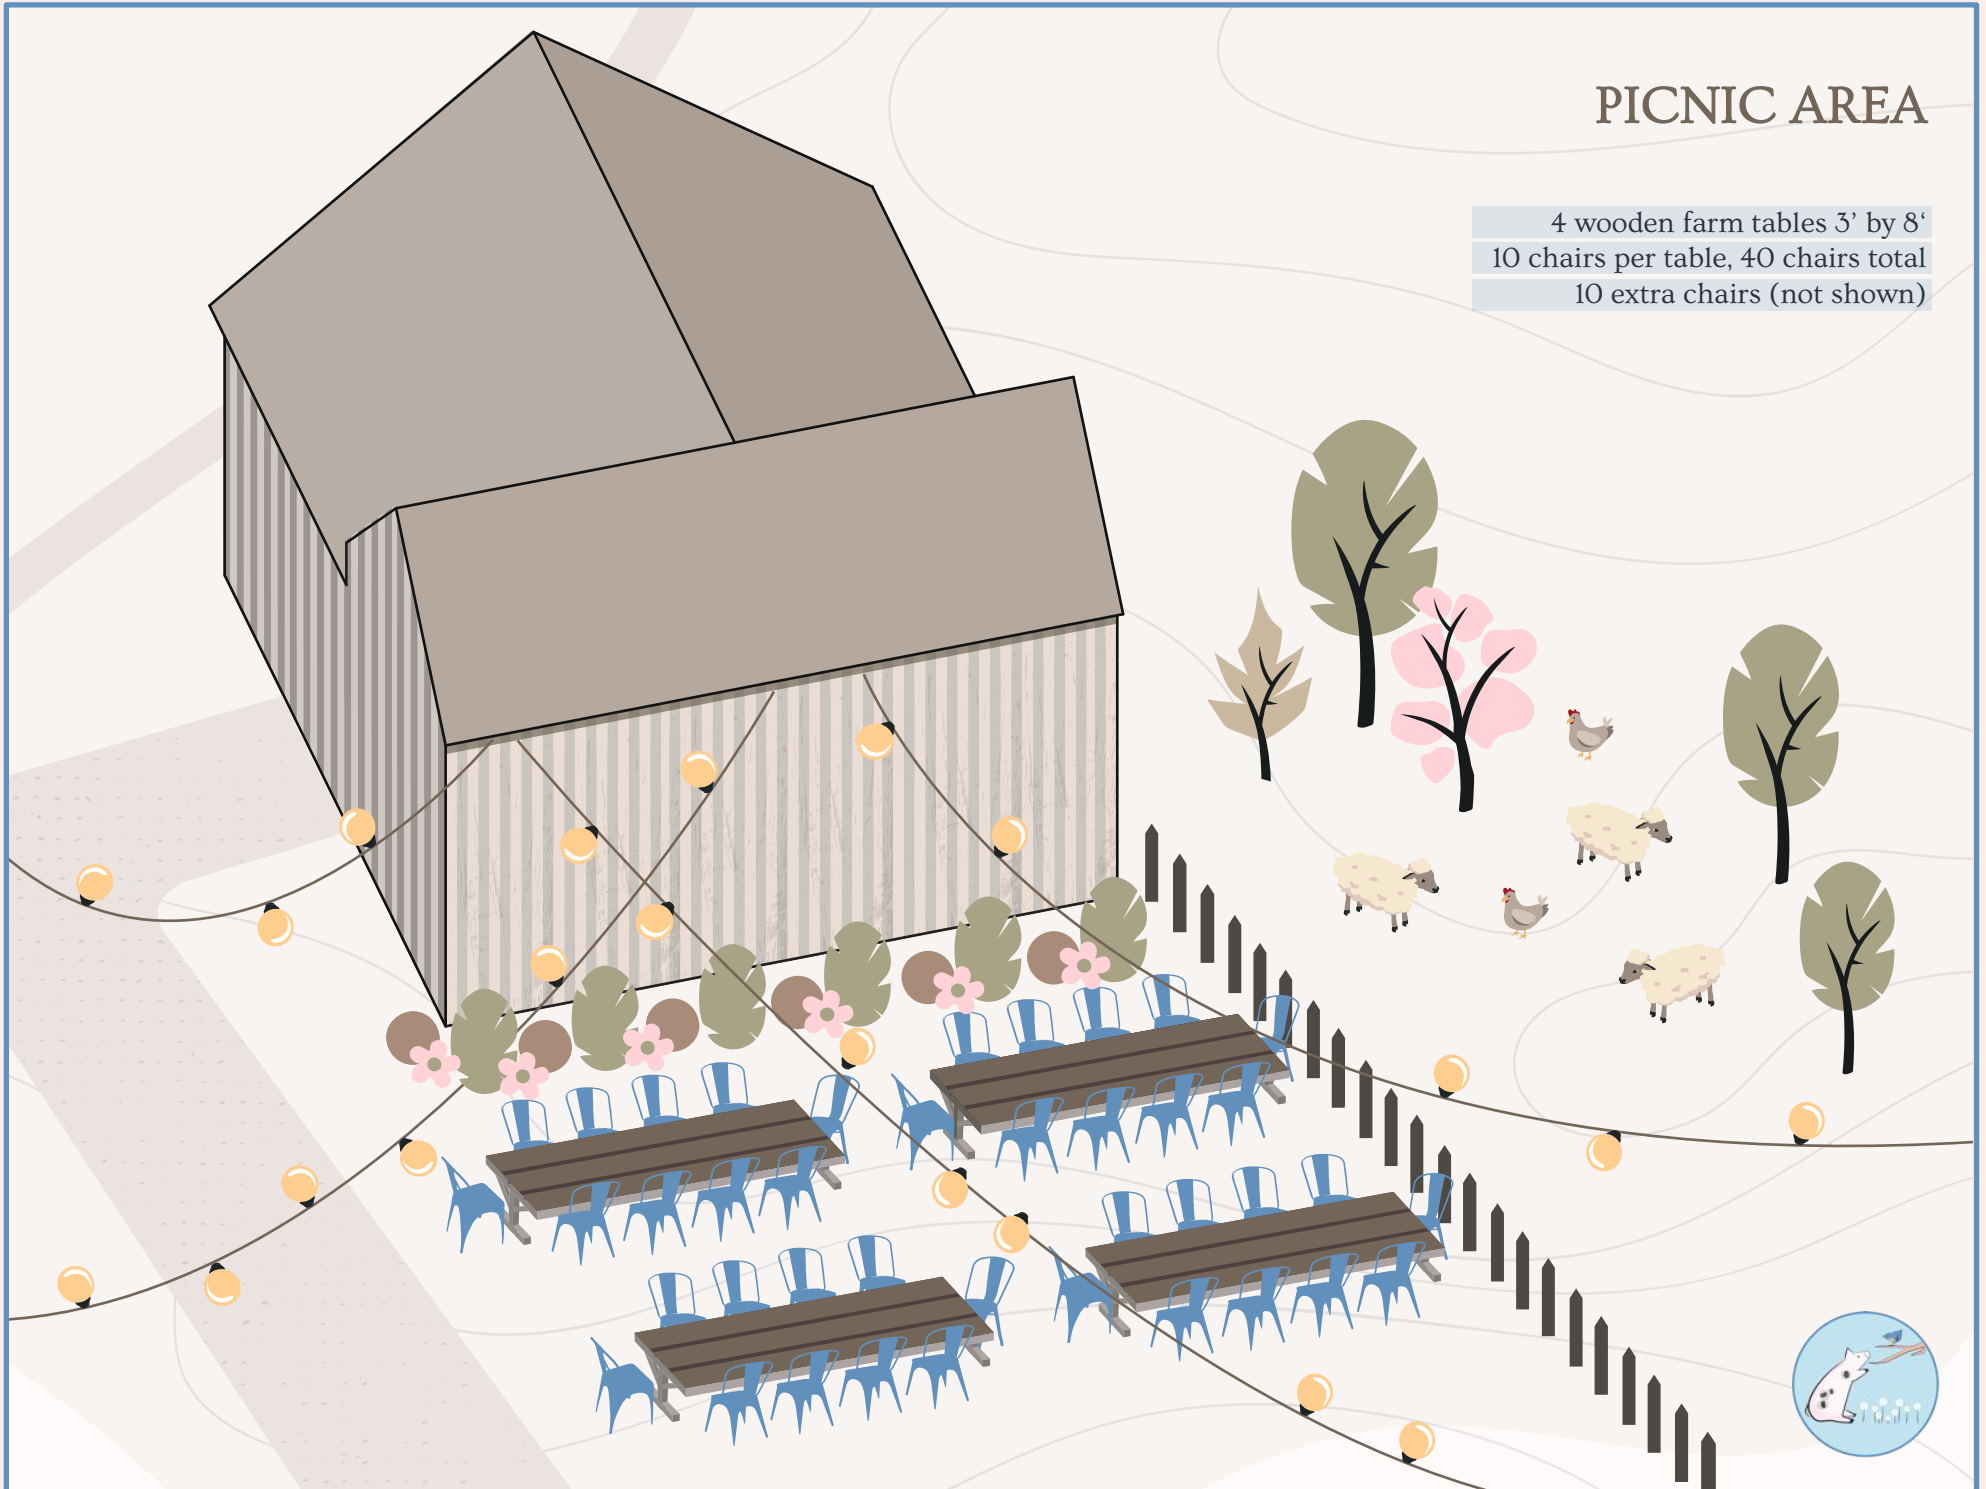 PICNIC AREA
4 wooden farm tables 3’ by 8‘
10 chairs per table, 40 chairs total
10 extra chairs (not shown)